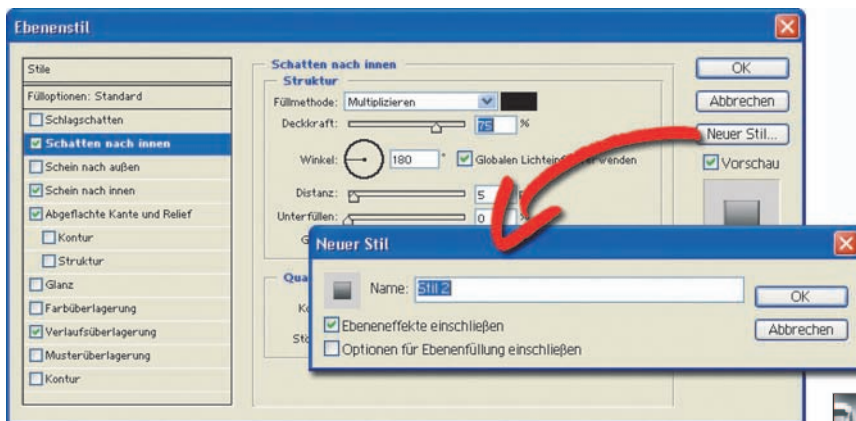 Ebenenstil
Stile
Fülloptionen: Standard
Schlagschatten
Schatten nach innen
Schein nach außen
Schein nach innen
Abgeflachte Kante und Relief
Kontur
Struktur
Glanz
Farbüberlagerung
Verlaufsüberlagerung
Musterüberlagerung
Kontur
Schatten nach innen
Struktur
Füllmethode: Multiplizieren
Deckkraft: 75 %
Winkel: 180 °
Globalen
Distanz: 5
Unterfüllen: 0 %
OK
Abbrechen
Neuer Stil...
Vorschau
Neuer Stil
Name: Stil 2
Ebeneneffekte einschließen
Optionen für Ebenenfüllung einschließen
OK
Abbrechen